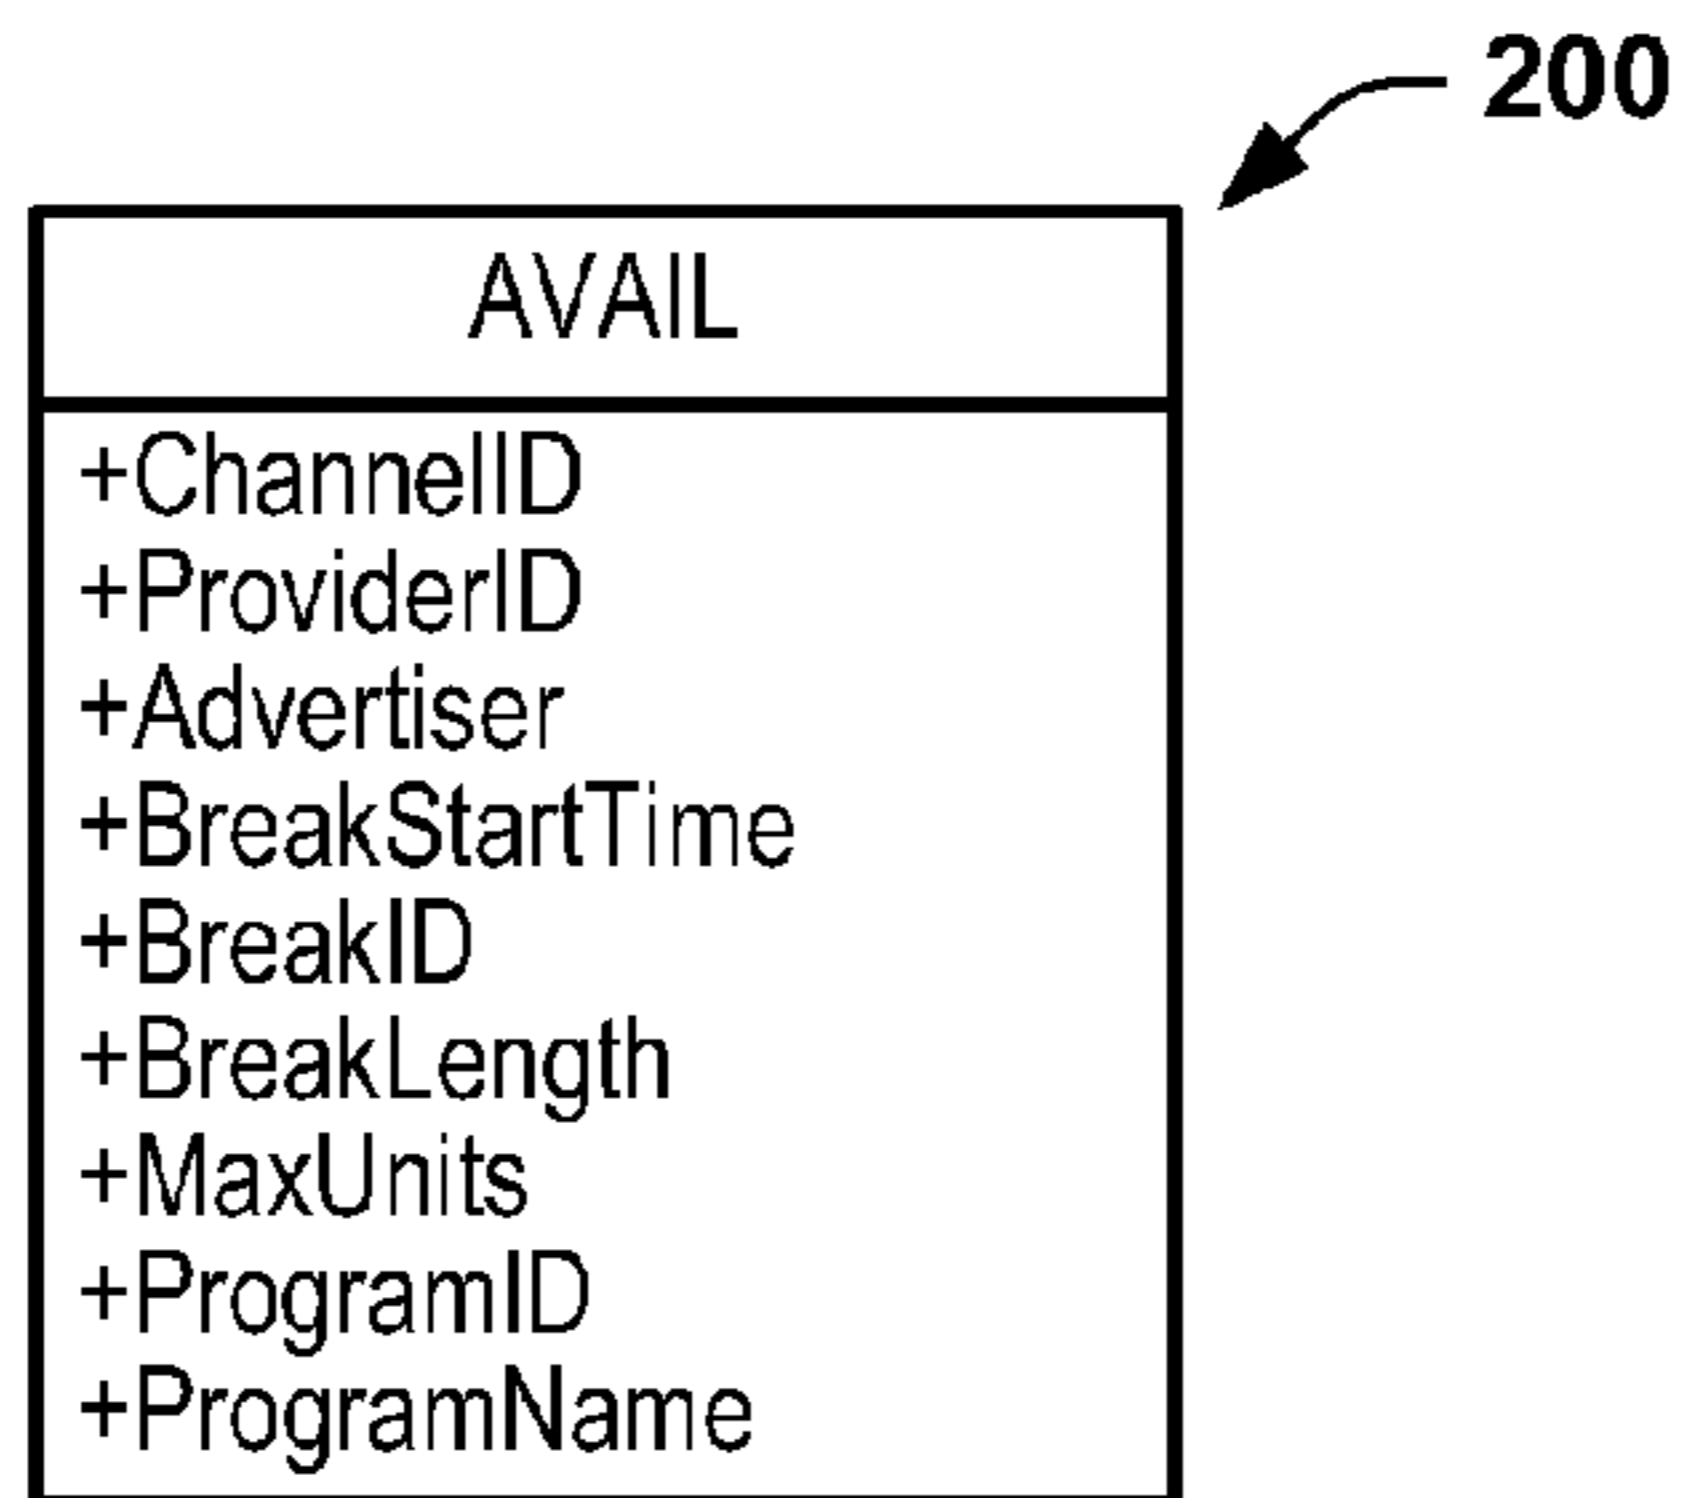 200
AVAIL
+ChannelID
+ProviderID
+Advertiser
+BreakStartTime
+BreakID
+BreakLength
+MaxUnits
+ProgramID
+ProgramName